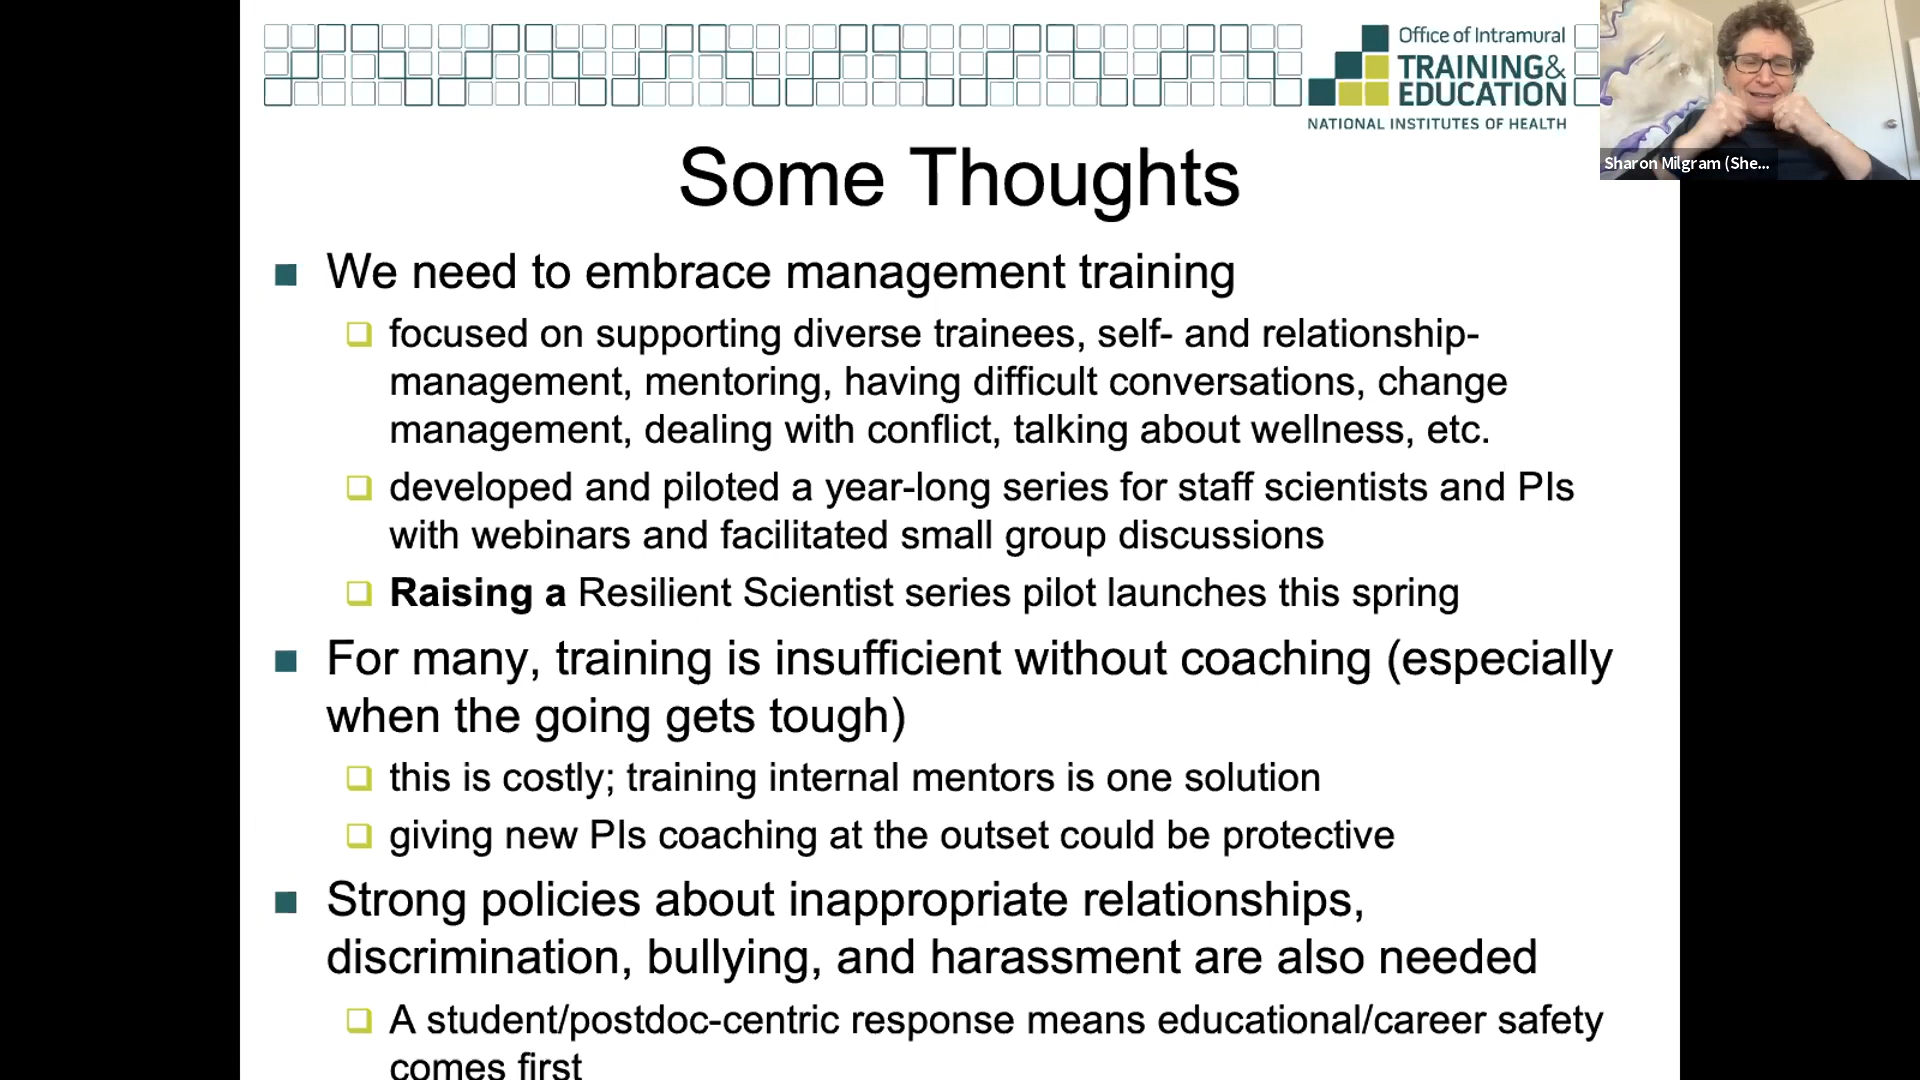 Office of Intramural
TRAINING&
EDUCATION
NATIONAL INSTITUTES OF HEALTH
Sharon Milgram (She...
Some Thoughts
We need to embrace management training
focused on supporting diverse trainees, self- and relationship-
management, mentoring, having difficult conversations, change
management, dealing with conflict, talking about wellness, etc.
developed and piloted a year-long series for staff scientists and PIs
with webinars and facilitated small group discussions
Raising a Resilient Scientist series pilot launches this spring
For many, training is insufficient without coaching (especially
when the going gets tough)
this is costly; training internal mentors is one solution
giving new PIs coaching at the outset could be protective
Strong policies about inappropriate relationships,
discrimination, bullying, and harassment are also needed
A student/postdoc-centric response means educational/career safety
comes first